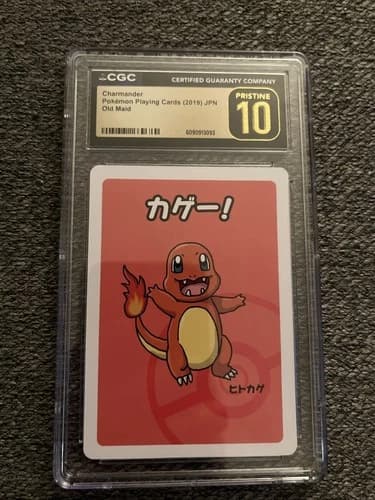 CGC
CERTIFIED GUARANTY COMPANY
Charmander
Pokémon Playing Cards (2019) JPN
Old Maid
PRISTINE
10
カゲー!
ヒトカゲ